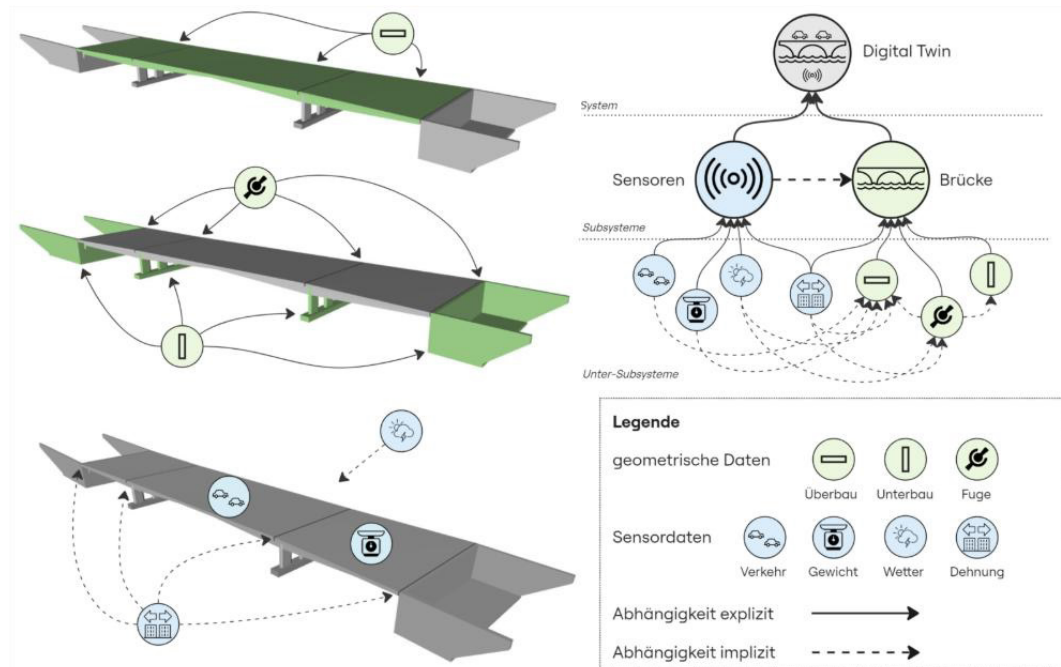 Digital Twin
System
Sensoren
Brücke
Subsysteme
Unter-Subsysteme
Legende
geometrische Daten
Überbau
Unterbau
Fuge
Sensordaten
Verkehr
Gewicht
Wetter
Dehnung
Abhängigkeit explizit
Abhängigkeit implizit